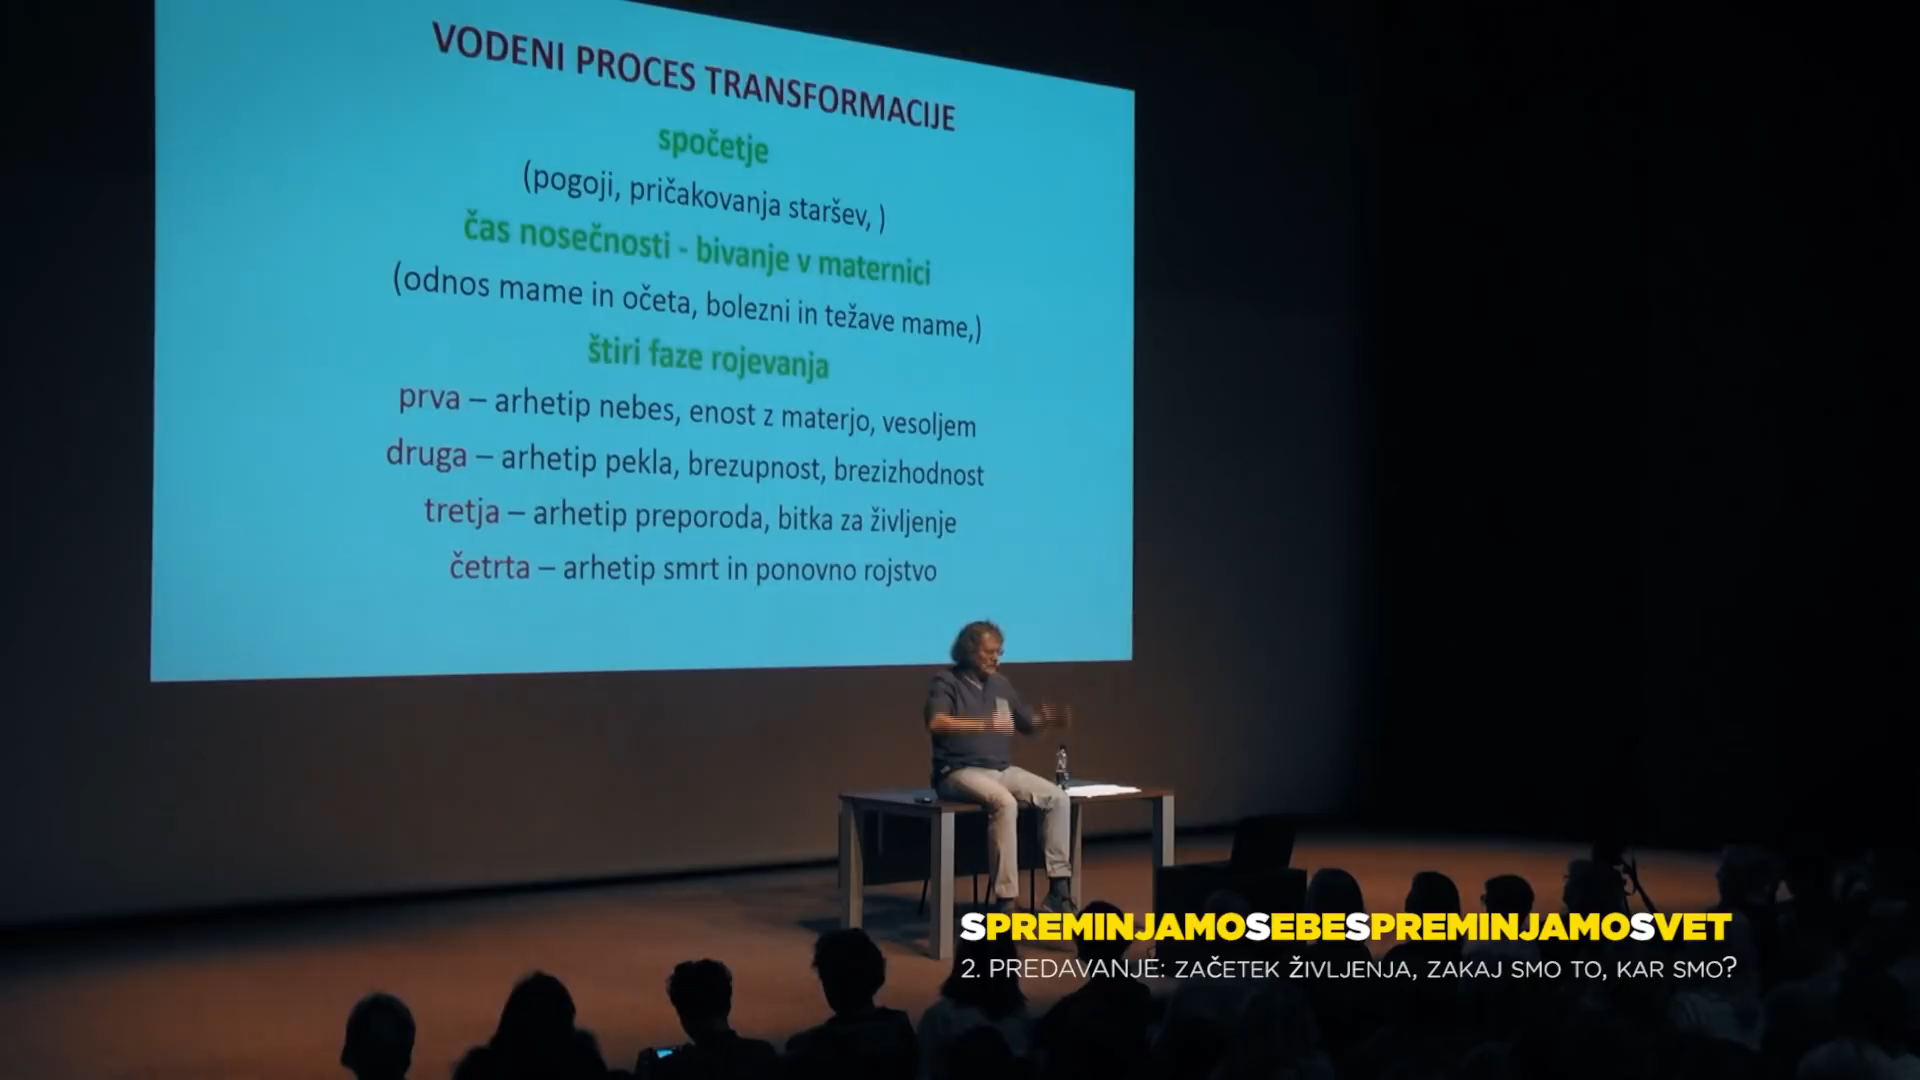 VODENI PROCES TRANSFORMACIJE
spočetje
(pogoji, pričakovanja staršev, )
čas nosečnosti - bivanje v maternici
(odnos mame in očeta, bolezni in težave mame,)
štiri faze rojevanja
prva – arhetip nebes, enost z materjo, vesoljem
druga – arhetip pekla, brezupnost, brezizhodnost
tretja – arhetip preporoda, bitka za življenje
četrta – arhetip smrt in ponovno rojstvo
SPREMINJAMOSEBESPREMINJAMOSVET
2. PREDAVANJE: ZAČETEK ŽIVLJENJA, ZAKAJ SMO TO, KAR SMO?